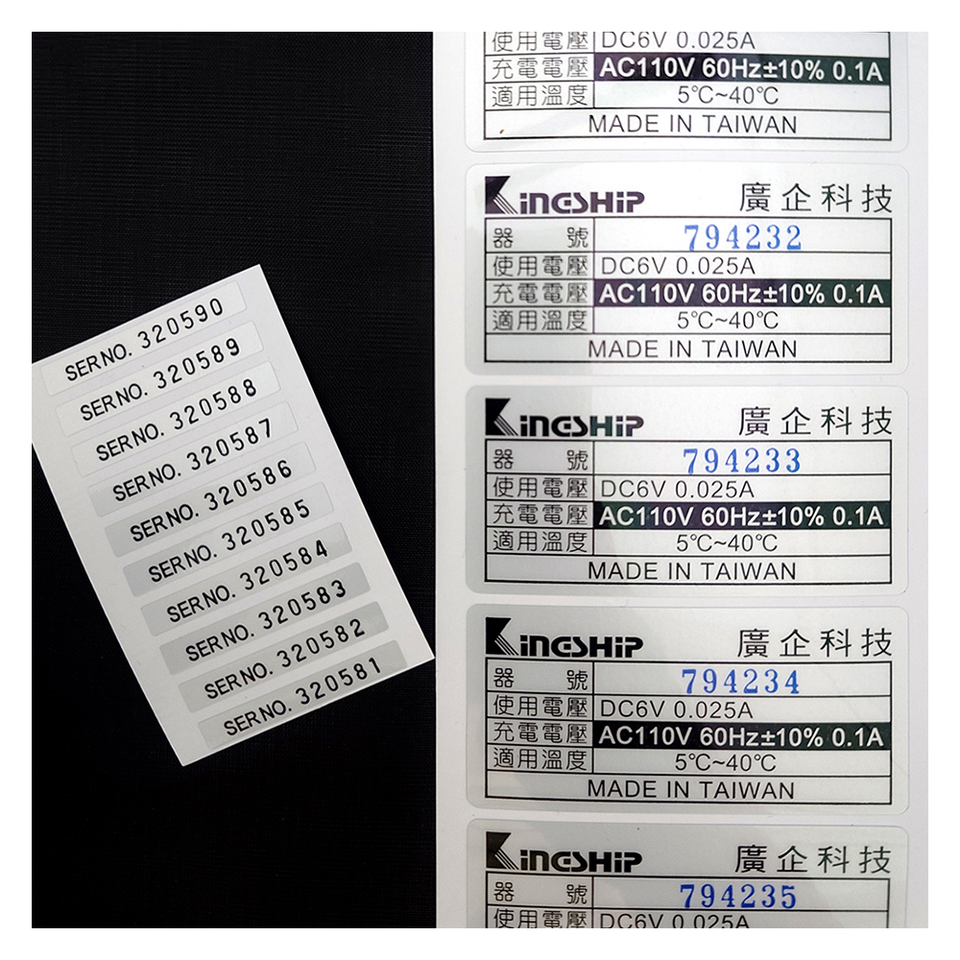 SER NO. 320590
SER NO. 320589
SER NO. 320588
SER NO. 320587
SER NO. 320586
SER NO. 320585
SER NO. 320584
SER NO. 320583
SER NO. 320582
SER NO. 320581
使用電壓 DC6V 0.025A
充電電壓 AC110V 60Hz±10% 0.1A
適用溫度 5℃~40℃
MADE IN TAIWAN
KINGSHIP 廣企科技
器號 794232
使用電壓 DC6V 0.025A
充電電壓 AC110V 60Hz±10% 0.1A
適用溫度 5℃~40℃
MADE IN TAIWAN
KINGSHIP 廣企科技
器號 794233
使用電壓 DC6V 0.025A
充電電壓 AC110V 60Hz±10% 0.1A
適用溫度 5℃~40℃
MADE IN TAIWAN
KINGSHIP 廣企科技
器號 794234
使用電壓 DC6V 0.025A
充電電壓 AC110V 60Hz±10% 0.1A
適用溫度 5℃~40℃
MADE IN TAIWAN
KINGSHIP 廣企科技
器號 794235
使用電壓 DC6V 0.025A